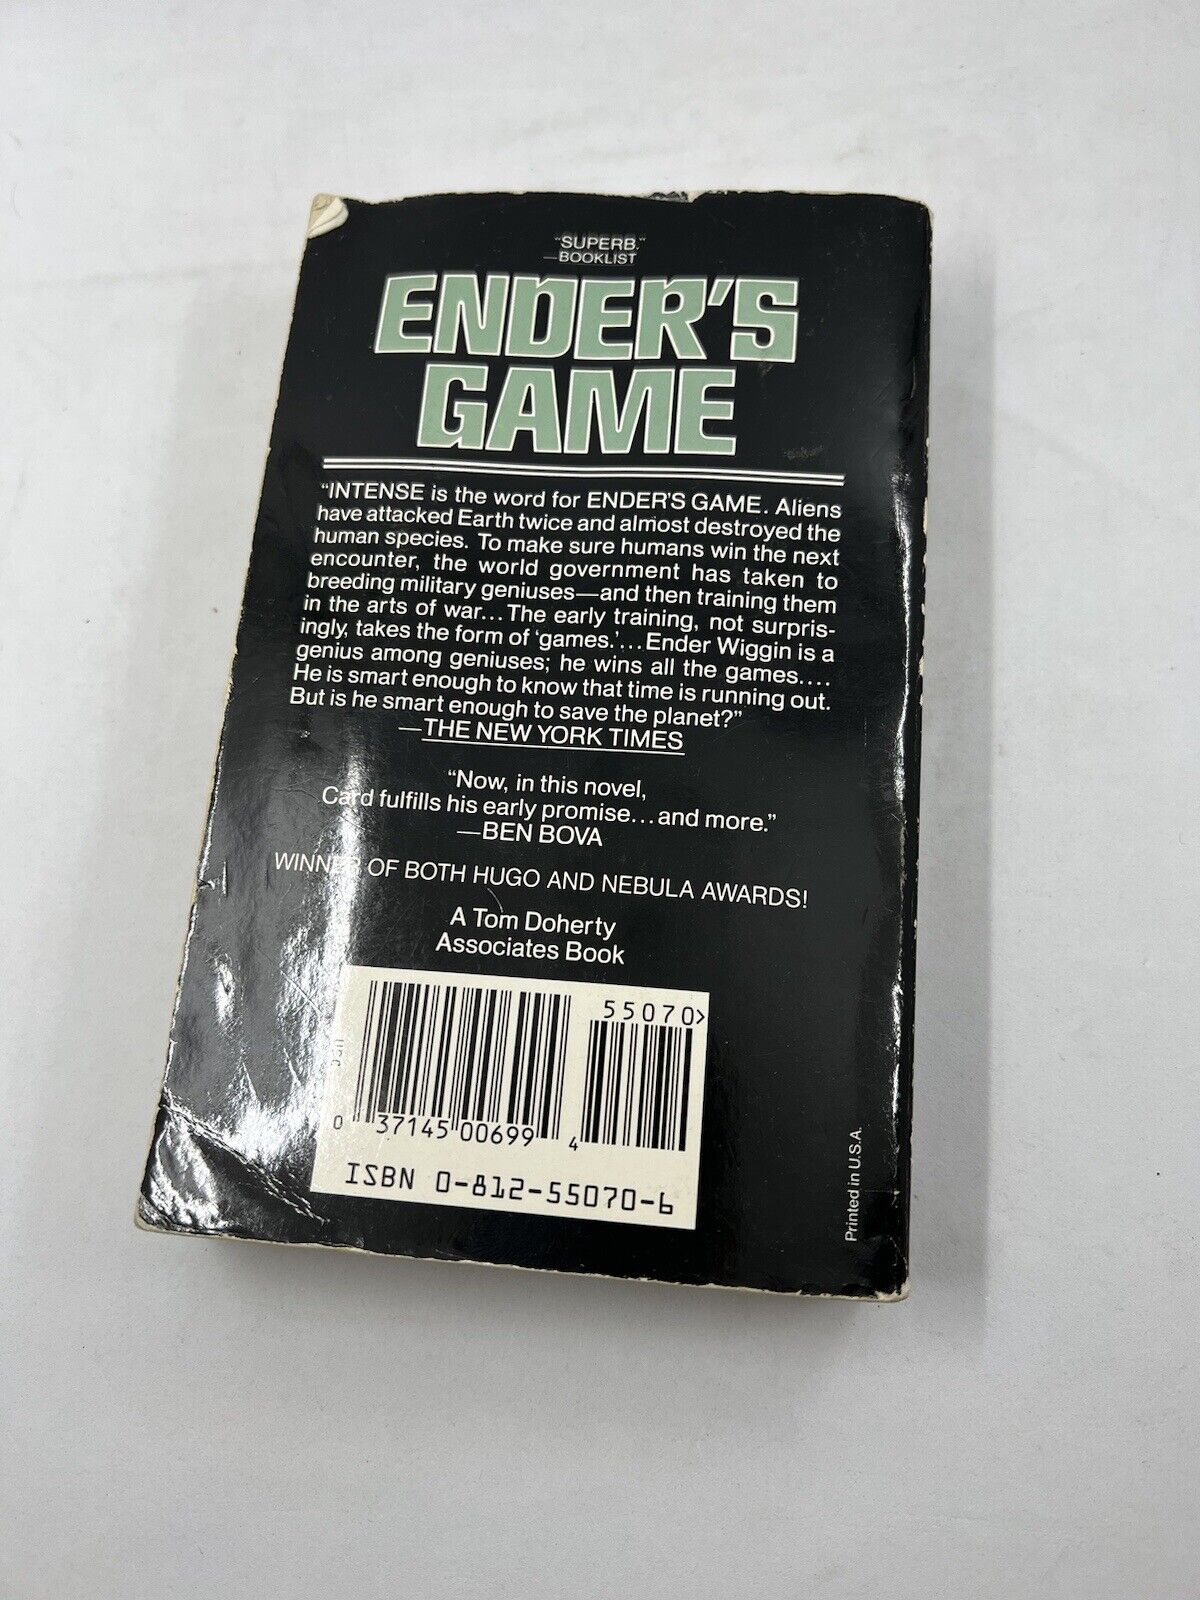 "SUPERB."
—BOOKLIST
ENDER'S
GAME
"INTENSE is the word for ENDER'S GAME. Aliens
have attacked Earth twice and almost destroyed the
human species. To make sure humans win the next
encounter, the world government has taken to
breeding military geniuses—and then training them
in the arts of war... The early training, not surpris-
ingly, takes the form of 'games.'... Ender Wiggin is a
genius among geniuses; he wins all the games....
He is smart enough to know that time is running out.
But is he smart enough to save the planet?"
—THE NEW YORK TIMES
"Now, in this novel,
Card fulfills his early promise...and more."
—BEN BOVA
WINNER OF BOTH HUGO AND NEBULA AWARDS!
A Tom Doherty
Associates Book
55070>
UPC
0 37145 00699 4
ISBN 0-812-55070-6
Printed in U.S.A.